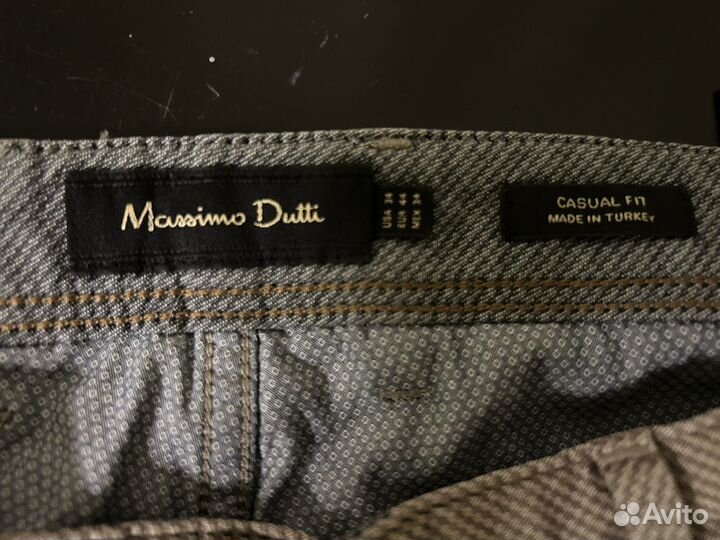 Massimo Dutti
USA 34
EUR 44
MEX 34
CASUAL FIT
MADE IN TURKEY
Avito